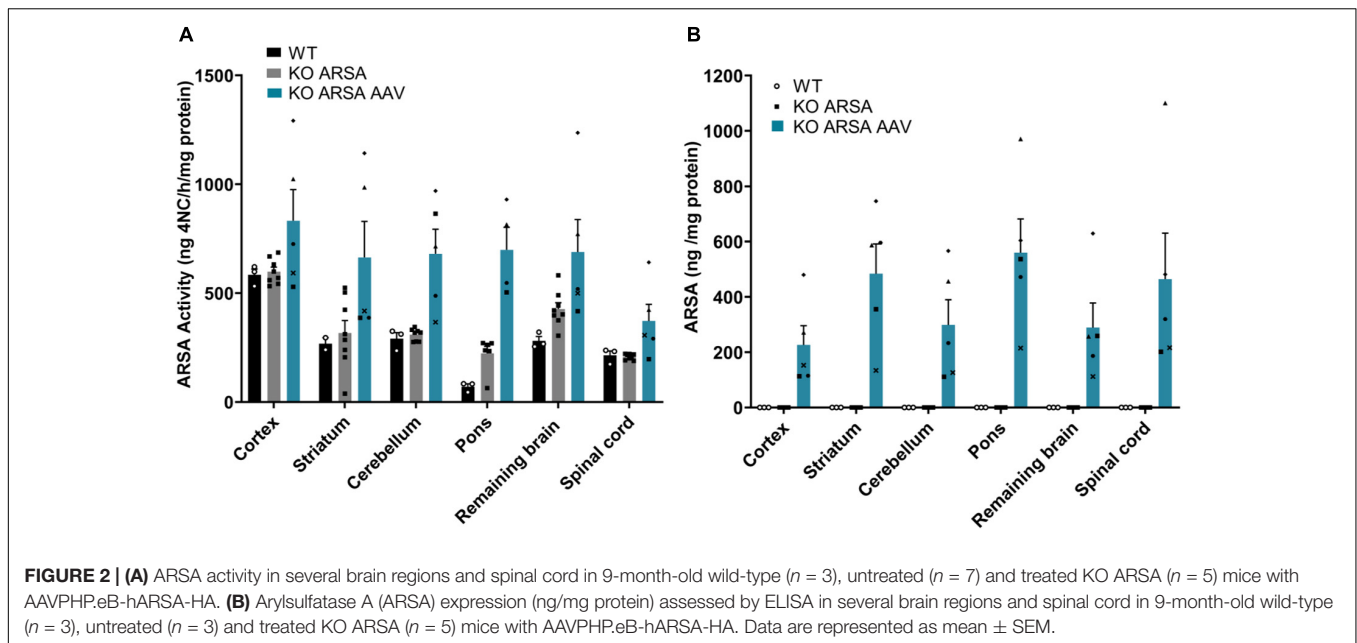 A
WT
KO ARSA
KO ARSA AAV
ARSA Activity (ng 4NC/h/mg protein)
1500
1000
500
0
Cortex
Striatum
Cerebellum
Pons
Remaining brain
Spinal cord
B
WT
KO ARSA
KO ARSA AAV
ARSA (ng /mg protein)
1200
1000
800
600
400
200
0
Cortex
Striatum
Cerebellum
Pons
Remaining brain
Spinal cord
FIGURE 2 | (A) ARSA activity in several brain regions and spinal cord in 9-month-old wild-type (n = 3), untreated (n = 7) and treated KO ARSA (n = 5) mice with
AAVPHP.eB-hARSA-HA. (B) Arylsulfatase A (ARSA) expression (ng/mg protein) assessed by ELISA in several brain regions and spinal cord in 9-month-old wild-type
(n = 3), untreated (n = 3) and treated KO ARSA (n = 5) mice with AAVPHP.eB-hARSA-HA. Data are represented as mean ± SEM.